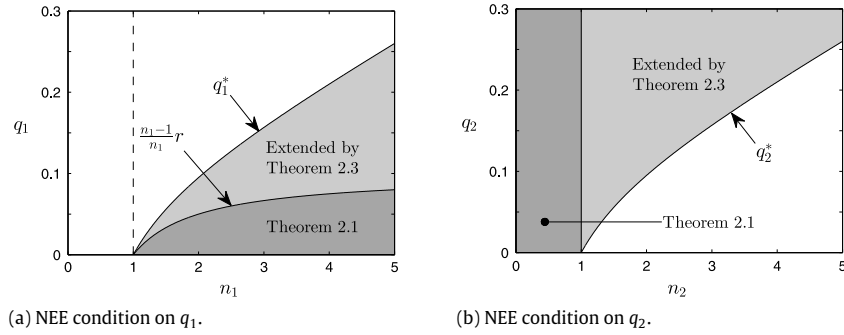 0.3
0.2
0.1
0
q₁
0
1
2
3
4
5
n₁
q₁*
n₁−1
n₁ r
Extended by
Theorem 2.3
Theorem 2.1
(a) NEE condition on q₁.
0.3
0.2
0.1
0
q₂
0
1
2
3
4
5
n₂
Extended by
Theorem 2.3
q₂*
Theorem 2.1
(b) NEE condition on q₂.